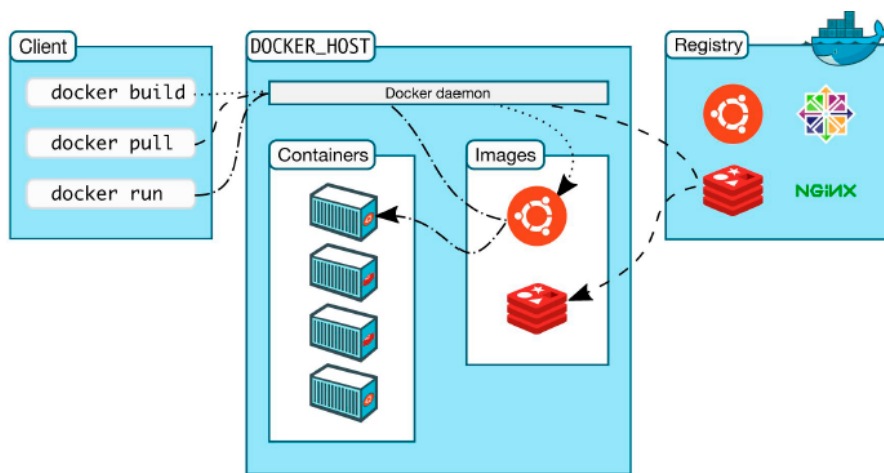 Client
docker build
docker pull
docker run
DOCKER_HOST
Docker daemon
Containers
Images
Registry
NGiNX